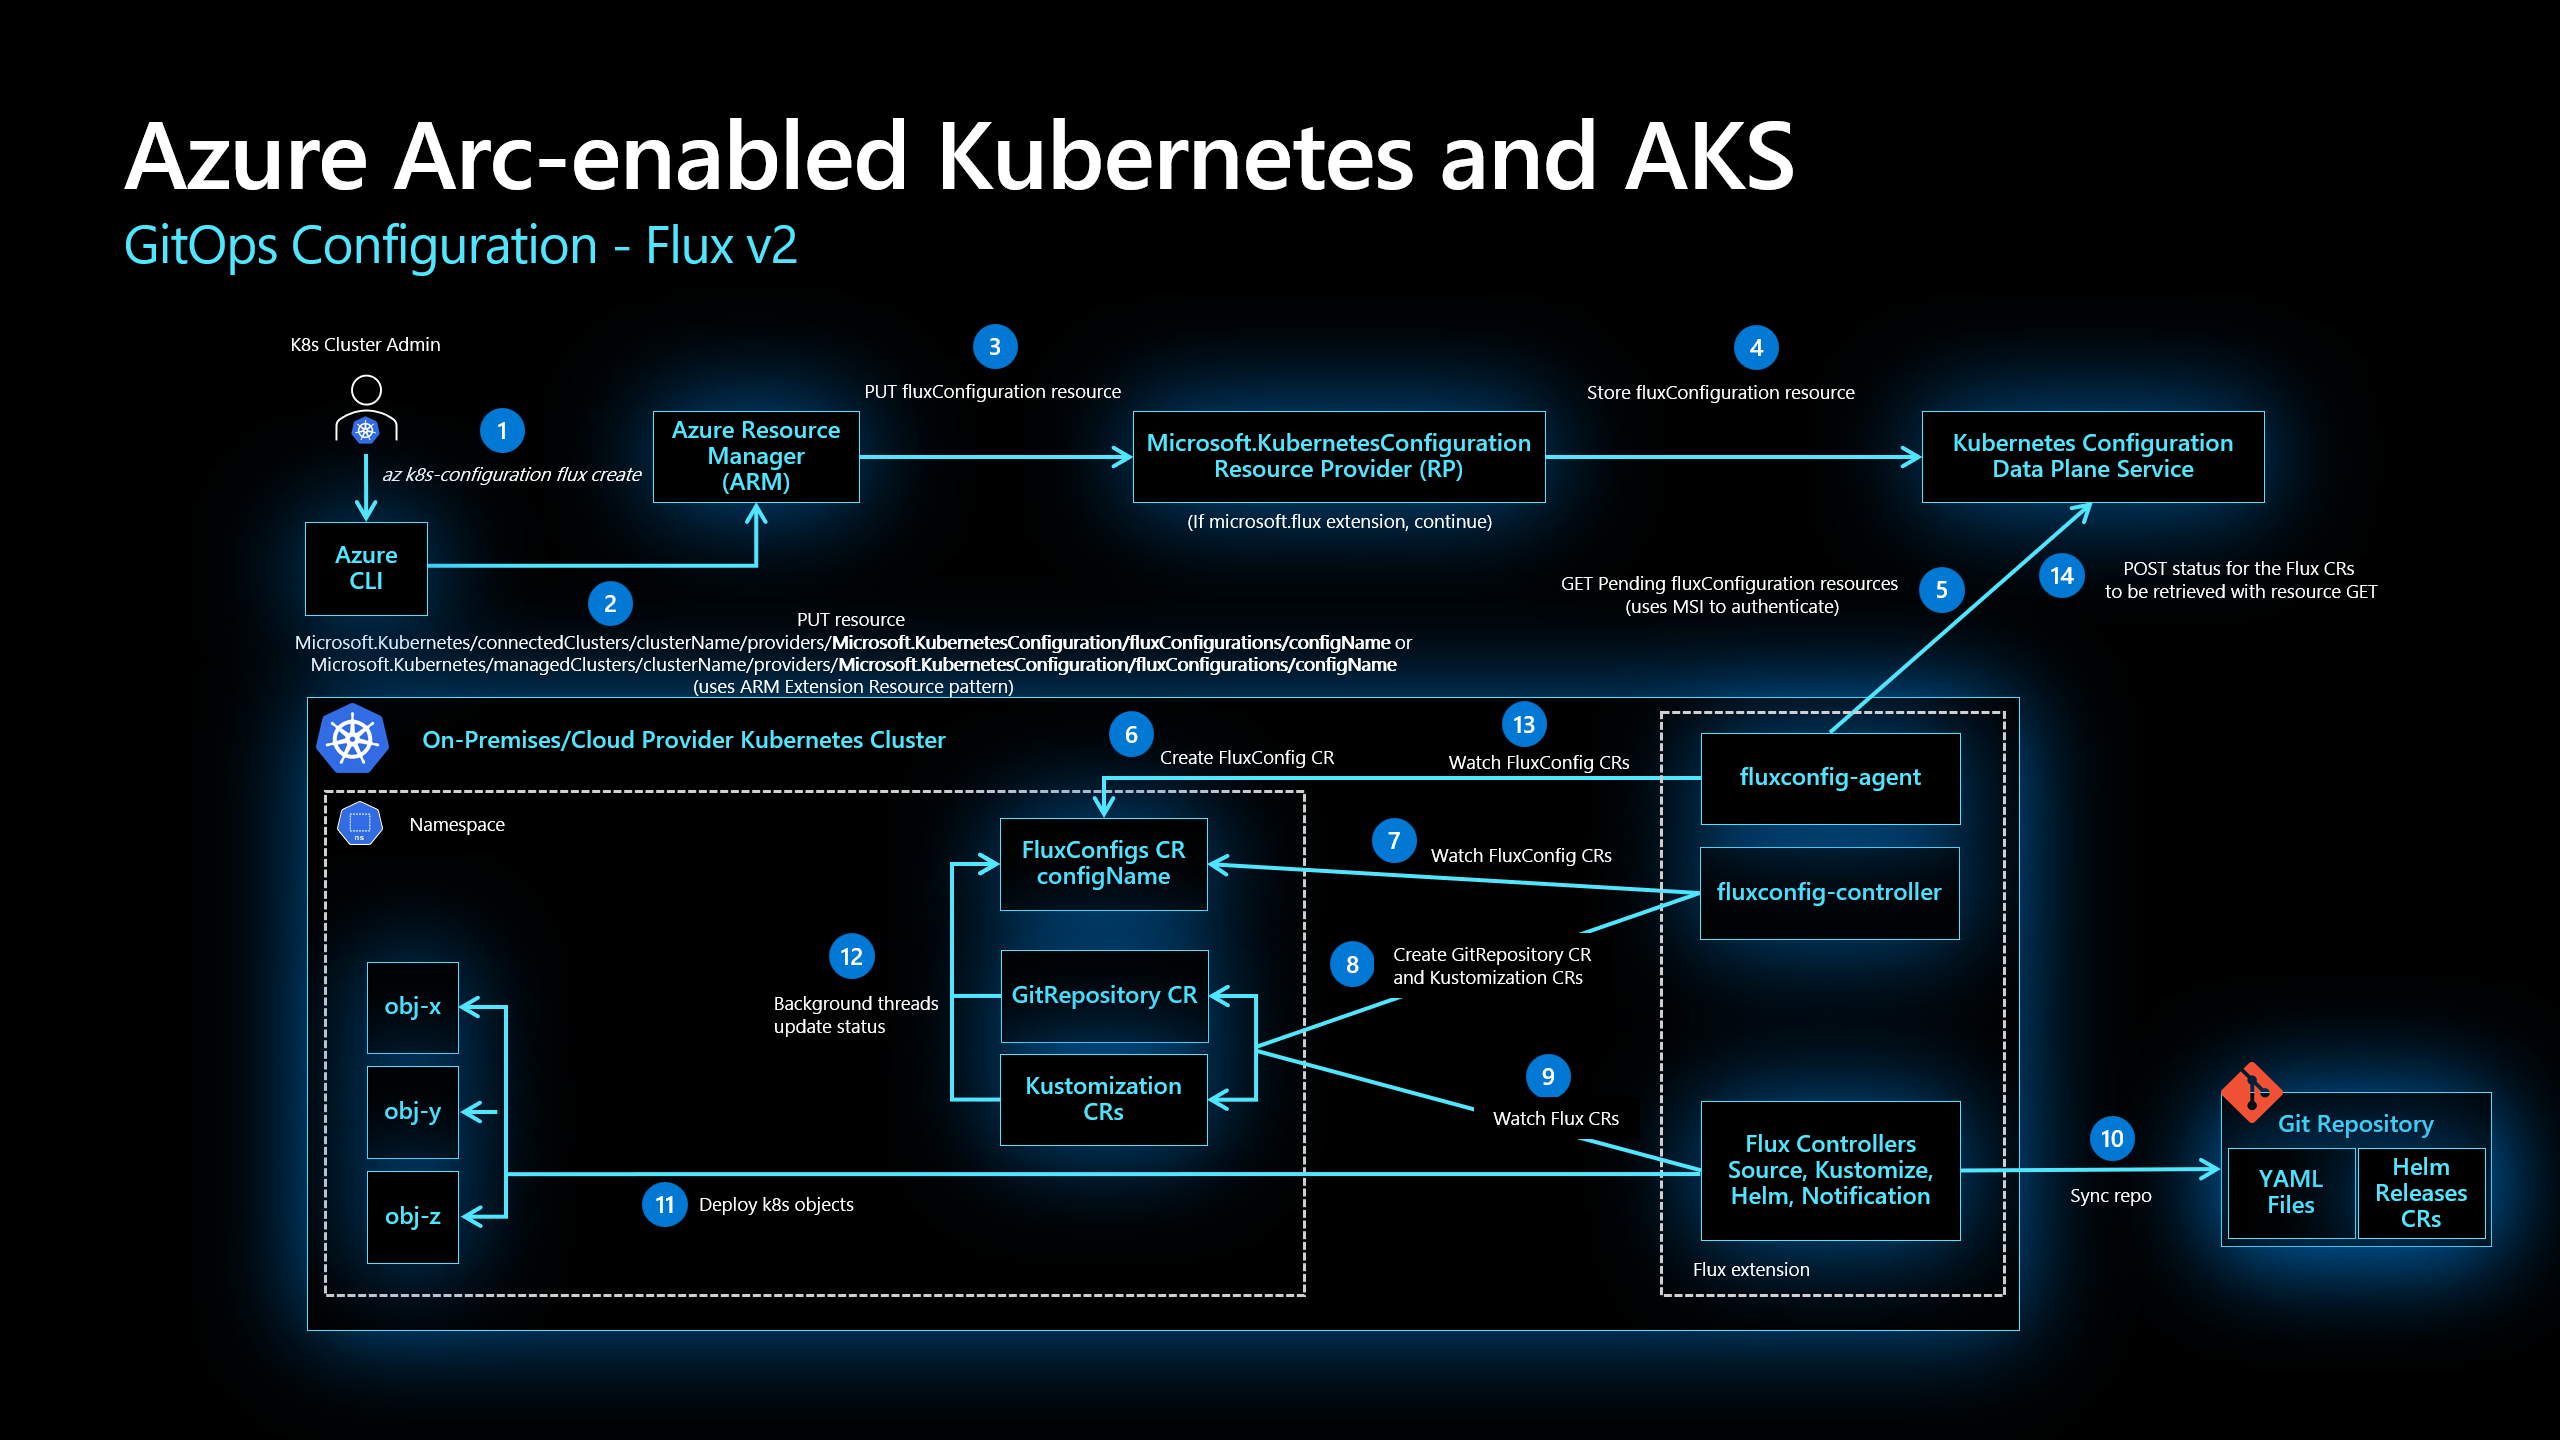 Azure Arc-enabled Kubernetes and AKS
GitOps Configuration - Flux v2
K8s Cluster Admin
1
az k8s-configuration flux create
Azure
CLI
2
PUT resource
Microsoft.Kubernetes/connectedClusters/clusterName/providers/Microsoft.KubernetesConfiguration/fluxConfigurations/configName or
Microsoft.Kubernetes/managedClusters/clusterName/providers/Microsoft.KubernetesConfiguration/fluxConfigurations/configName
(uses ARM Extension Resource pattern)
Azure Resource
Manager
(ARM)
3
PUT fluxConfiguration resource
Microsoft.KubernetesConfiguration
Resource Provider (RP)
(If microsoft.flux extension, continue)
4
Store fluxConfiguration resource
Kubernetes Configuration
Data Plane Service
GET Pending fluxConfiguration resources
(uses MSI to authenticate)
5
14
POST status for the Flux CRs
to be retrieved with resource GET
On-Premises/Cloud Provider Kubernetes Cluster
6
Create FluxConfig CR
13
Watch FluxConfig CRs
fluxconfig-agent
ns
Namespace
FluxConfigs CR
configName
7
Watch FluxConfig CRs
fluxconfig-controller
12
Background threads
update status
GitRepository CR
8
Create GitRepository CR
and Kustomization CRs
Kustomization
CRs
9
Watch Flux CRs
obj-x
obj-y
obj-z
11
Deploy k8s objects
Flux Controllers
Source, Kustomize,
Helm, Notification
Flux extension
10
Sync repo
Git Repository
YAML
Files
Helm
Releases
CRs